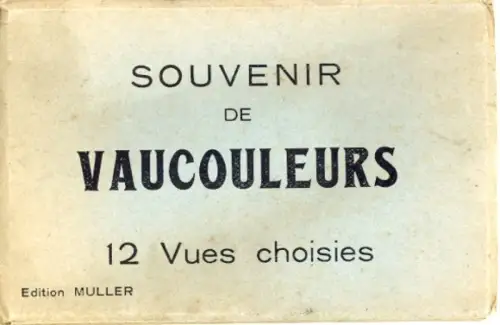 SOUVENIR
DE
VAUCOULEURS
12 Vues choisies
Edition MULLER